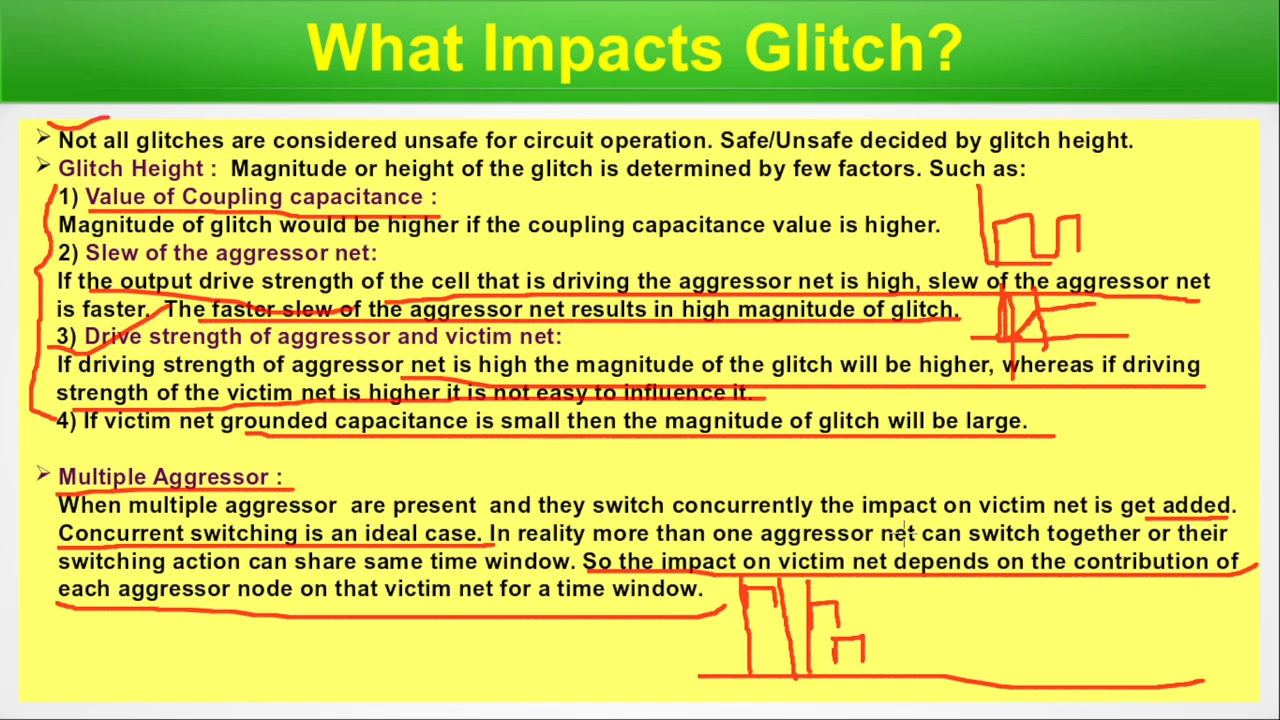 What Impacts Glitch?
Not all glitches are considered unsafe for circuit operation. Safe/Unsafe decided by glitch height.
Glitch Height : Magnitude or height of the glitch is determined by few factors. Such as:
1) Value of Coupling capacitance :
Magnitude of glitch would be higher if the coupling capacitance value is higher.
2) Slew of the aggressor net:
If the output drive strength of the cell that is driving the aggressor net is high, slew of the aggressor net
is faster. The faster slew of the aggressor net results in high magnitude of glitch.
3) Drive strength of aggressor and victim net:
If driving strength of aggressor net is high the magnitude of the glitch will be higher, whereas if driving
strength of the victim net is higher it is not easy to influence it.
4) If victim net grounded capacitance is small then the magnitude of glitch will be large.
Multiple Aggressor :
When multiple aggressor are present and they switch concurrently the impact on victim net is get added.
Concurrent switching is an ideal case. In reality more than one aggressor net can switch together or their
switching action can share same time window. So the impact on victim net depends on the contribution of
each aggressor node on that victim net for a time window.